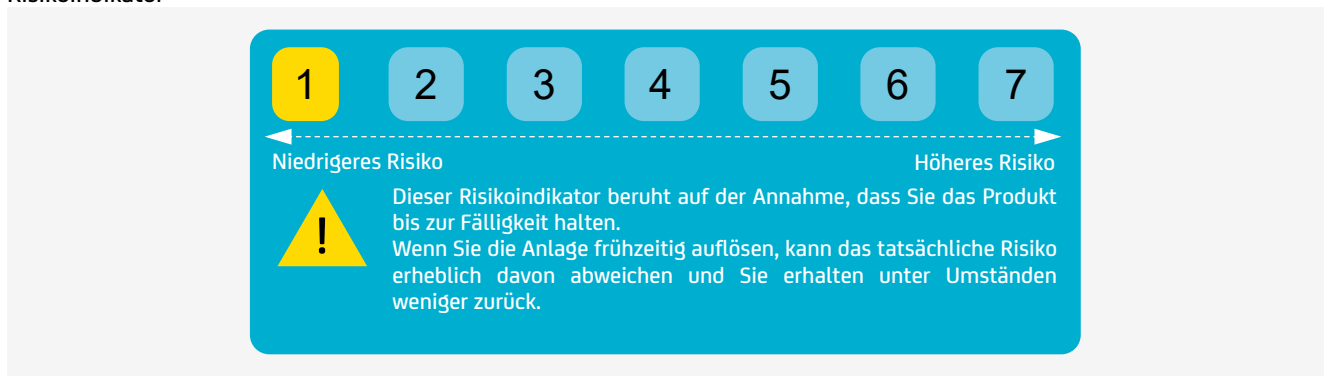 Risikoindikator
1 2 3 4 5 6 7
Niedrigeres Risiko Höheres Risiko
! Dieser Risikoindikator beruht auf der Annahme, dass Sie das Produkt
bis zur Fälligkeit halten.
Wenn Sie die Anlage frühzeitig auflösen, kann das tatsächliche Risiko
erheblich davon abweichen und Sie erhalten unter Umständen
weniger zurück.